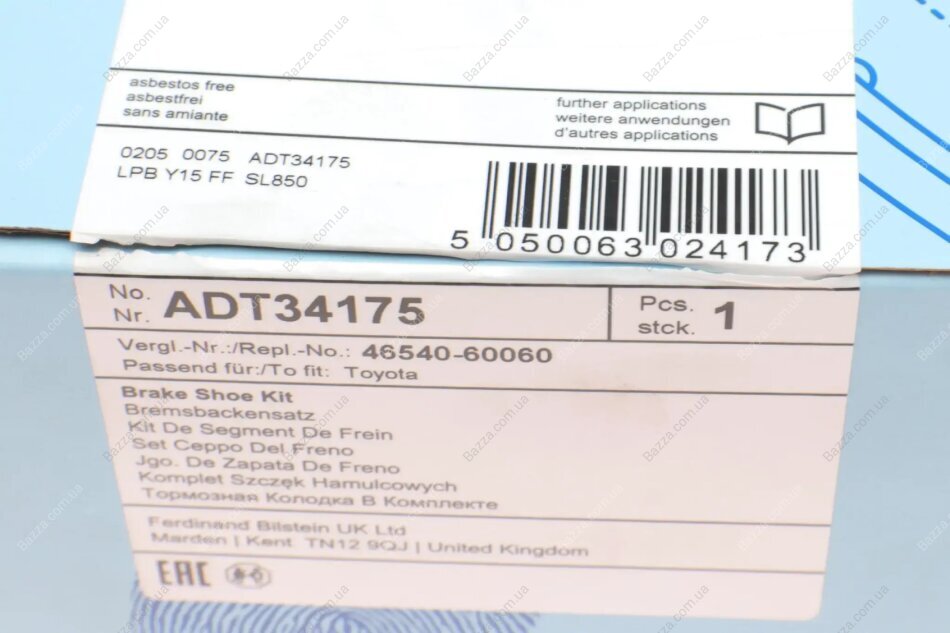 asbestos free
asbestfrei
sans amiante
further applications
weitere anwendungen
d'autres applications
0205 0075 ADT34175
LPB Y15 FF SL850
5 050063 024173
No.
Nr. ADT34175
Pcs.
stck. 1
Vergl.-Nr.:/Repl.-No.: 46540-60060
Passend für:/To fit: Toyota
Brake Shoe Kit
Bremsbackensatz
Kit De Segment De Frein
Set Ceppo Del Freno
Jgo. De Zapata De Freno
Komplet Szczęk Hamulcowych
Тормозная Колодка В Комплекте
Ferdinand Bilstein UK Ltd
Marden | Kent TN12 9QJ | United Kingdom
EAC
Bazza.com.ua